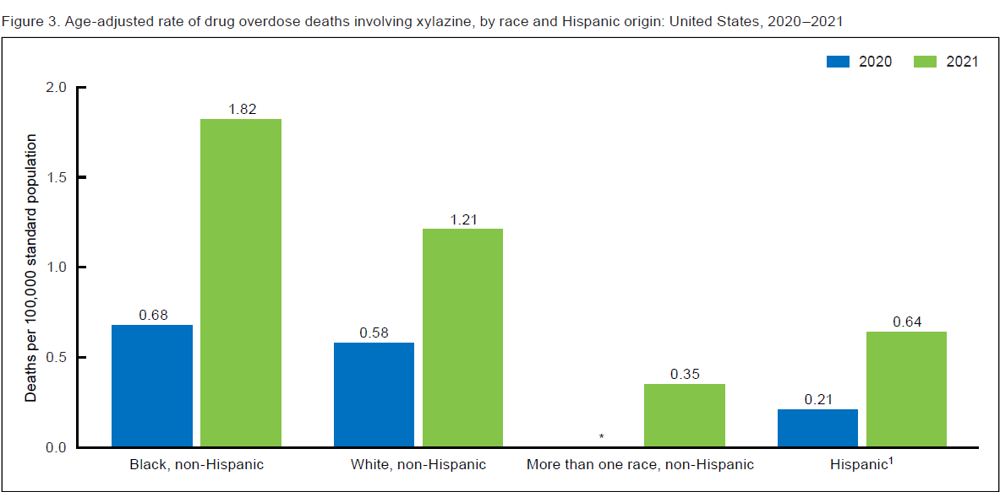 Figure 3. Age-adjusted rate of drug overdose deaths involving xylazine, by race and Hispanic origin: United States, 2020–2021
2020 2021
Deaths per 100,000 standard population
2.0
1.5
1.0
0.5
0.0
0.68
1.82
0.58
1.21
*
0.35
0.21
0.64
Black, non-Hispanic
White, non-Hispanic
More than one race, non-Hispanic
Hispanic¹